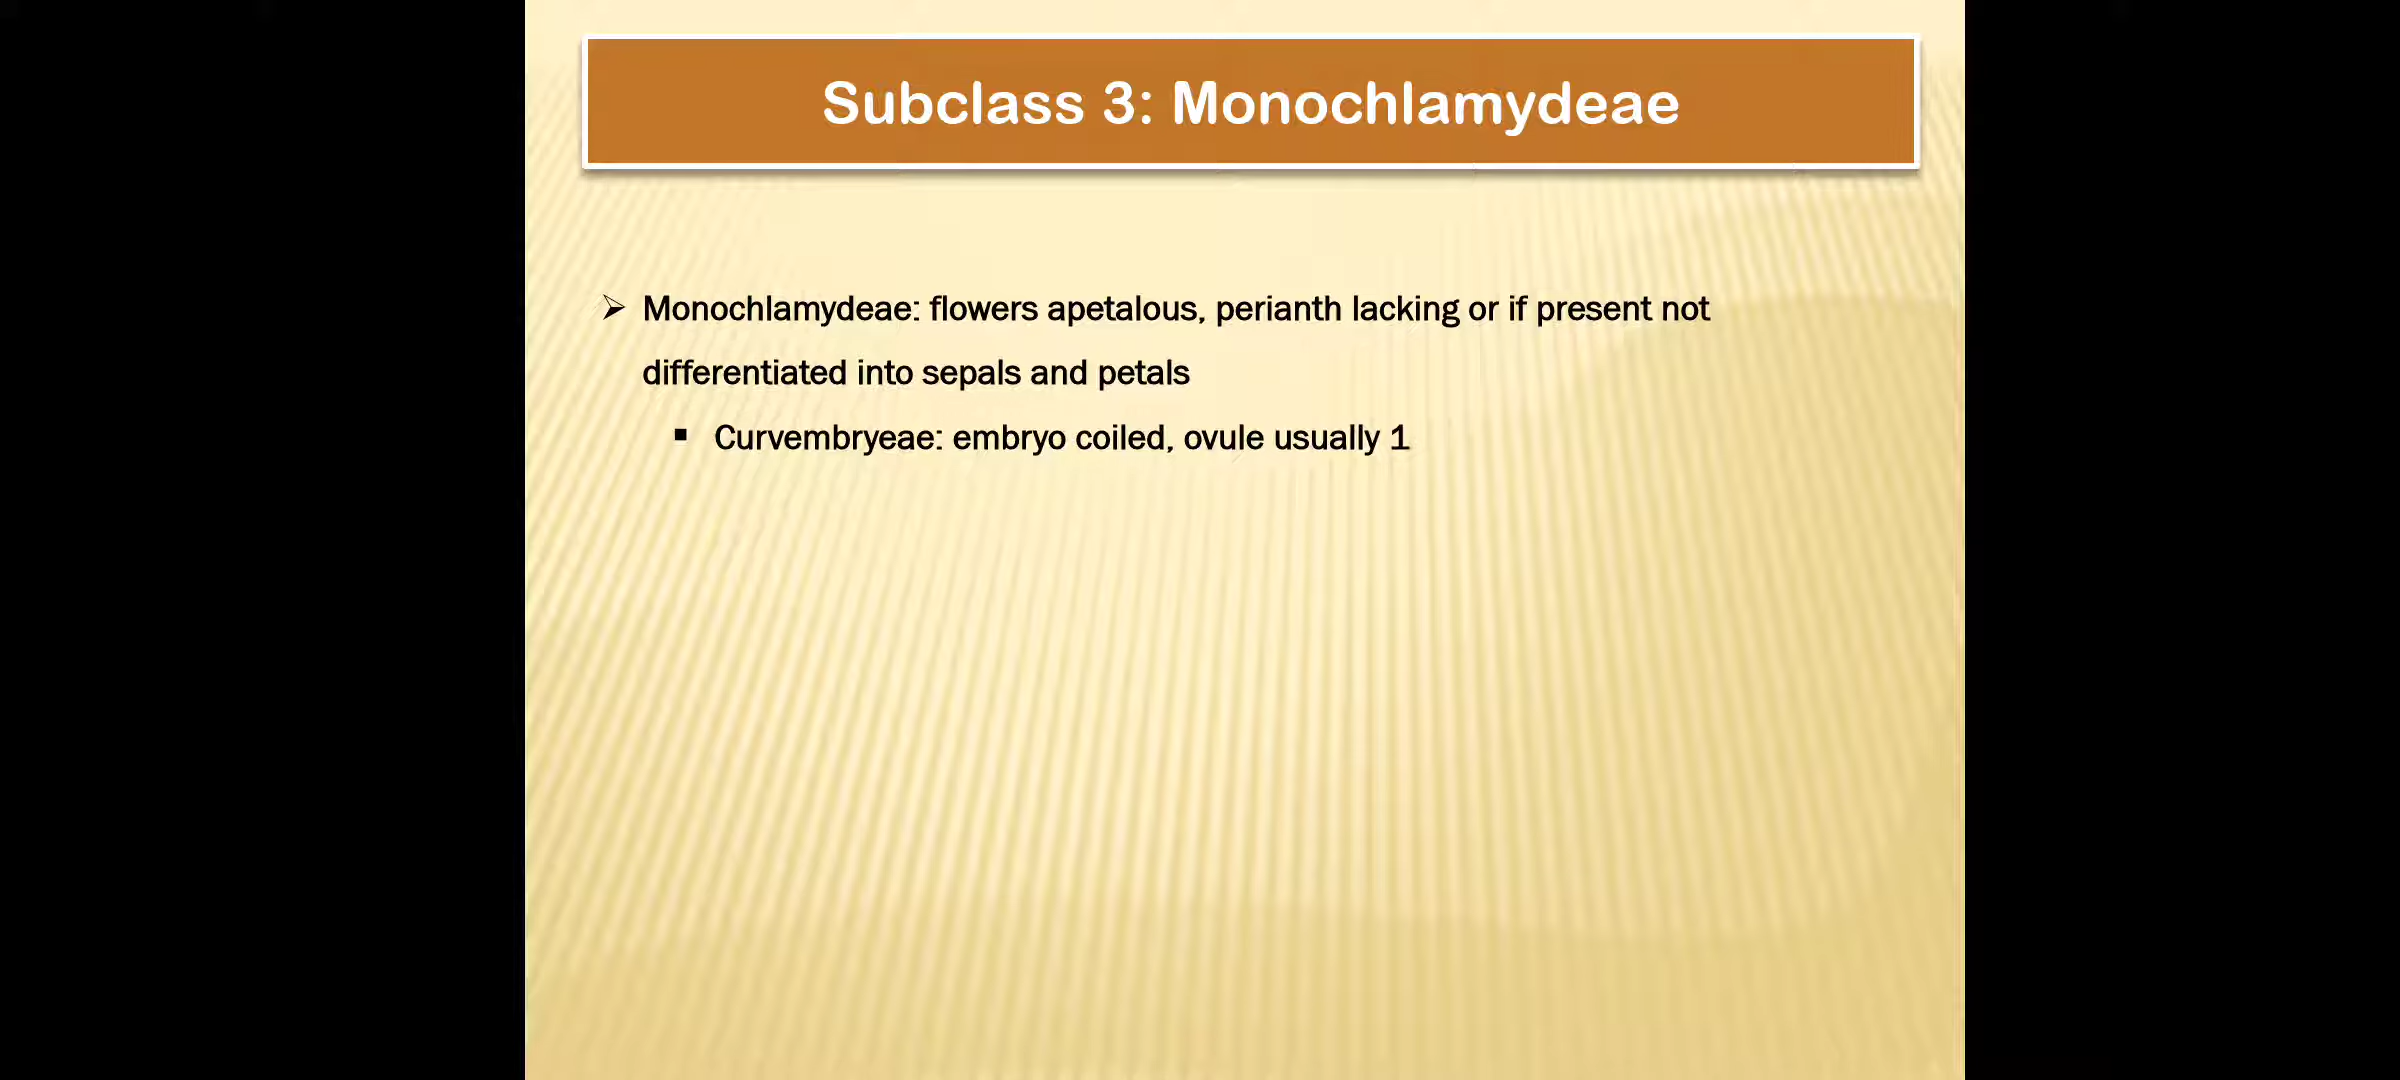 Subclass 3: Monochlamydeae
➢ Monochlamydeae: flowers apetalous, perianth lacking or if present not
differentiated into sepals and petals
▪ Curvembryeae: embryo coiled, ovule usually 1